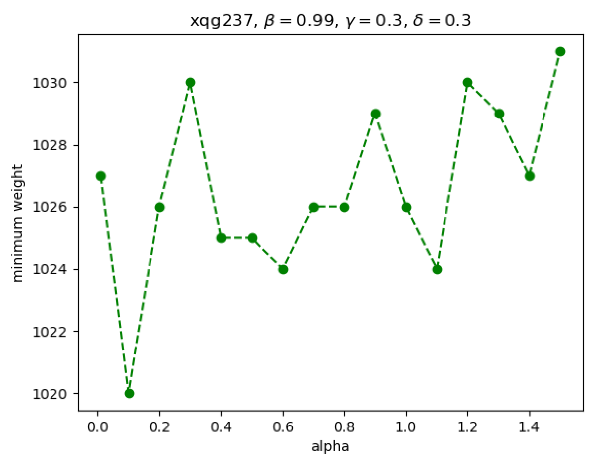 xqg237, β = 0.99, γ = 0.3, δ = 0.3
minimum weight
1030
1028
1026
1024
1022
1020
0.0 0.2 0.4 0.6 0.8 1.0 1.2 1.4
alpha